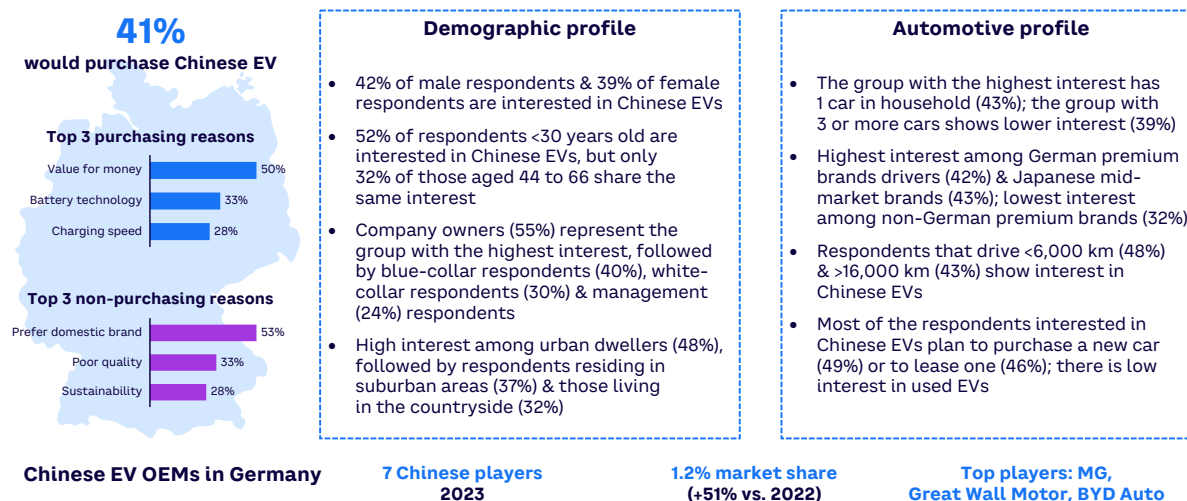 41%
would purchase Chinese EV
Top 3 purchasing reasons
Value for money 50%
Battery technology 33%
Charging speed 28%
Top 3 non-purchasing reasons
Prefer domestic brand 53%
Poor quality 33%
Sustainability 28%
Demographic profile
• 42% of male respondents & 39% of female
respondents are interested in Chinese EVs
• 52% of respondents <30 years old are
interested in Chinese EVs, but only
32% of those aged 44 to 66 share the
same interest
• Company owners (55%) represent the
group with the highest interest, followed
by blue-collar respondents (40%), white-
collar respondents (30%) & management
(24%) respondents
• High interest among urban dwellers (48%),
followed by respondents residing in
suburban areas (37%) & those living
in the countryside (32%)
Automotive profile
• The group with the highest interest has
1 car in household (43%); the group with
3 or more cars shows lower interest (39%)
• Highest interest among German premium
brands drivers (42%) & Japanese mid-
market brands (43%); lowest interest
among non-German premium brands (32%)
• Respondents that drive <6,000 km (48%)
& >16,000 km (43%) show interest in
Chinese EVs
• Most of the respondents interested in
Chinese EVs plan to purchase a new car
(49%) or to lease one (46%); there is low
interest in used EVs
Chinese EV OEMs in Germany
7 Chinese players
2023
1.2% market share
(+51% vs. 2022)
Top players: MG,
Great Wall Motor, BYD Auto